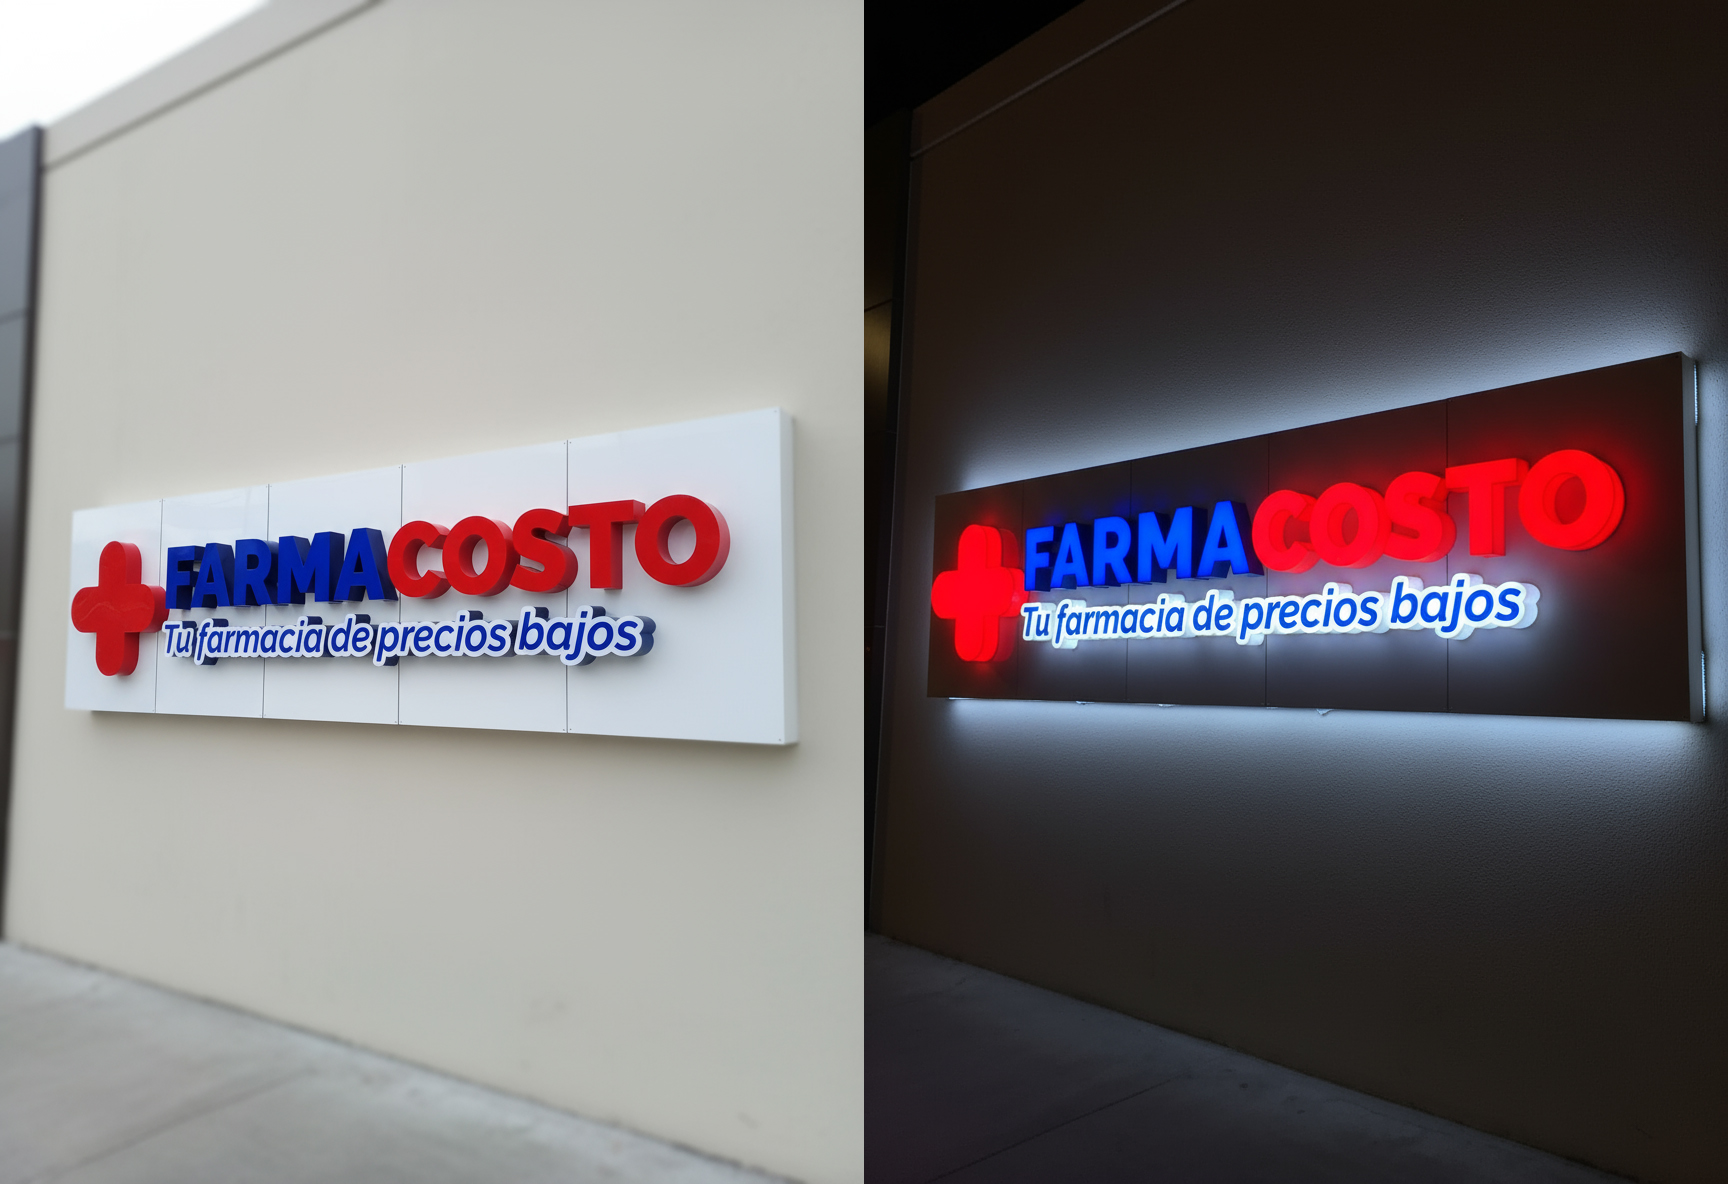 FARMACOSTO
Tu farmacia de precios bajos
FARMACOSTO
Tu farmacia de precios bajos